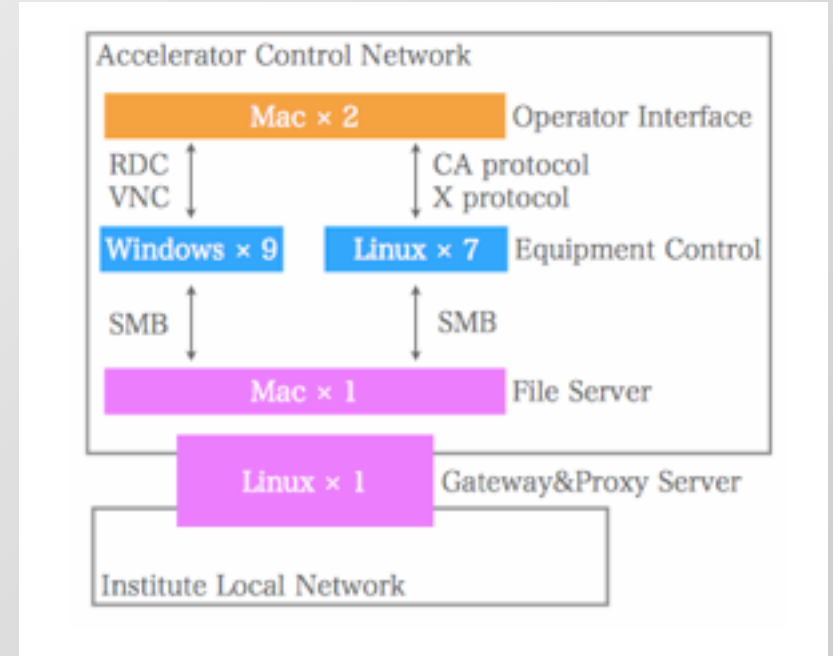 Accelerator Control Network
Mac × 2
Operator Interface
RDC
VNC
CA protocol
X protocol
Windows × 9
Linux × 7
Equipment Control
SMB
SMB
Mac × 1
File Server
Linux × 1
Gateway&Proxy Server
Institute Local Network